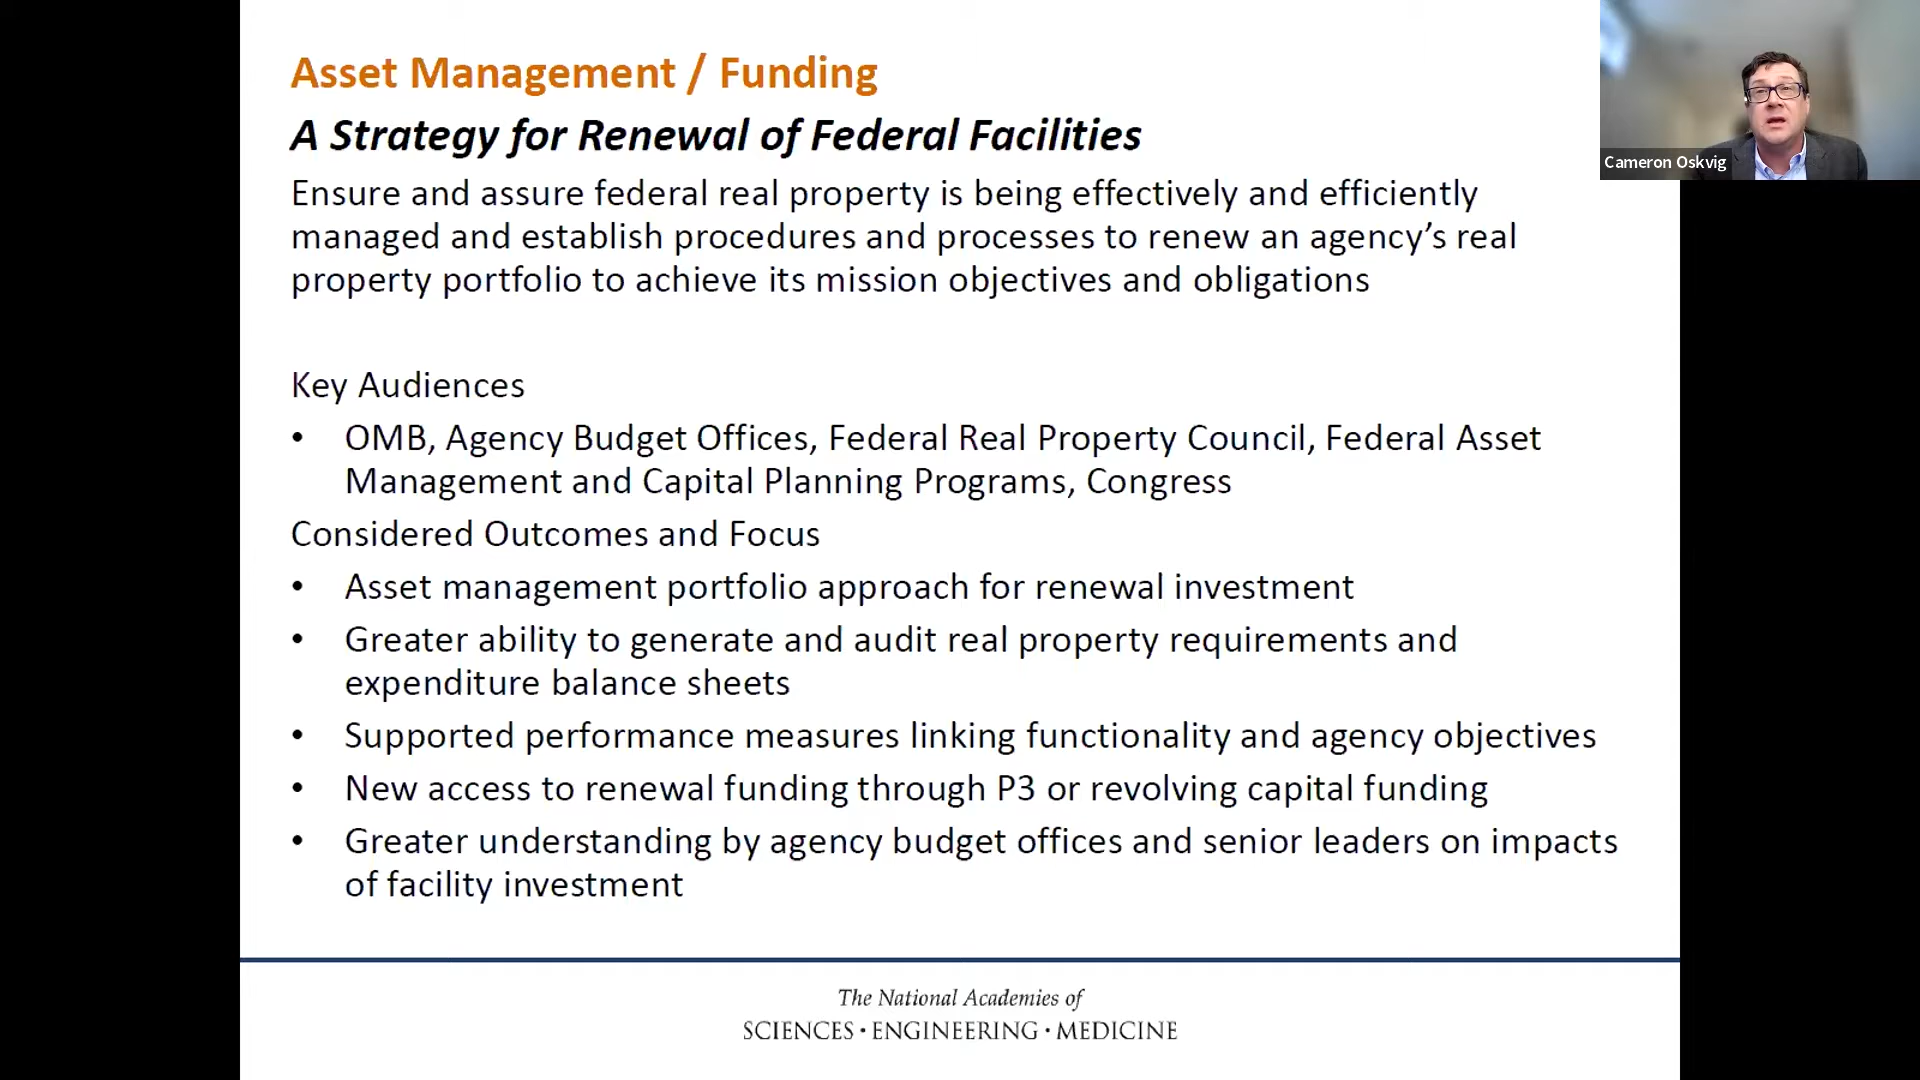 Asset Management / Funding
A Strategy for Renewal of Federal Facilities
Ensure and assure federal real property is being effectively and efficiently
managed and establish procedures and processes to renew an agency’s real
property portfolio to achieve its mission objectives and obligations
Key Audiences
• OMB, Agency Budget Offices, Federal Real Property Council, Federal Asset
Management and Capital Planning Programs, Congress
Considered Outcomes and Focus
• Asset management portfolio approach for renewal investment
• Greater ability to generate and audit real property requirements and
expenditure balance sheets
• Supported performance measures linking functionality and agency objectives
• New access to renewal funding through P3 or revolving capital funding
• Greater understanding by agency budget offices and senior leaders on impacts
of facility investment
The National Academies of
SCIENCES • ENGINEERING • MEDICINE
Cameron Oskvig